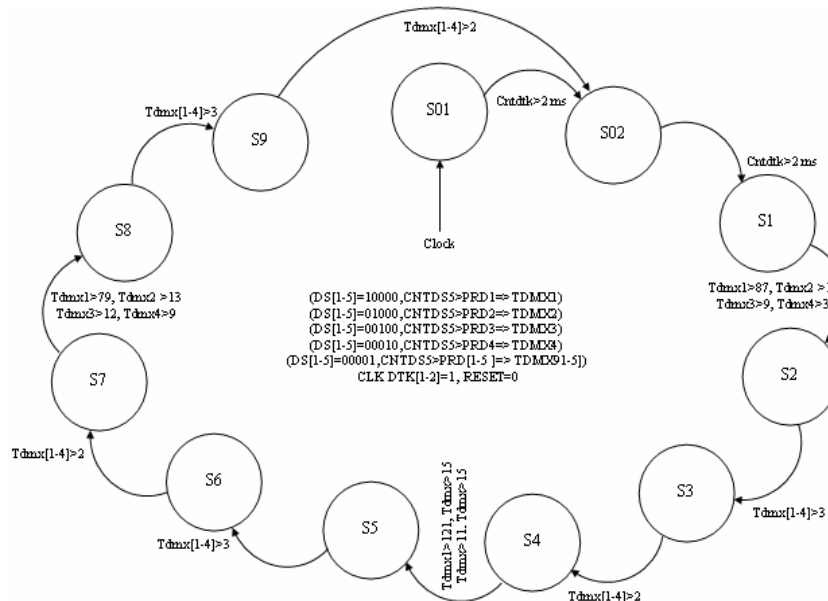 Tdmx[1-4]>2
Tdmx[1-4]>3
S9
S01
Cntdtk>2 ms
S02
Cntdtk>2 ms
S8
Clock
S1
Tdmx1>79, Tdmx2 >13
Tdmx3>12, Tdmx4>9
Tdmx1>87, Tdmx2 >
Tdmx3>9, Tdmx4>3
(DS[1-5]=10000,CNTDS5>PRD1=> TDMX1)
(DS[1-5]=01000,CNTDS5>PRD2=> TDMX2)
(DS[1-5]=00100,CNTDS5>PRD3=> TDMX3)
(DS[1-5]=00010,CNTDS5>PRD4=> TDMX4)
(DS[1-5]=00001,CNTDS5>PRD[1-5 ]=> TDMX91-5])
CLK DTK[1-2]=1, RESET=0
S7
S2
Tdmx[1-4]>2
S6
Tdmx[1-4]>3
S5
Tdmx1>121, Tdmx>15
Tdmx>11. Tdmx>15
S4
S3
Tdmx[1-4]>3
Tdmx[1-4]>2